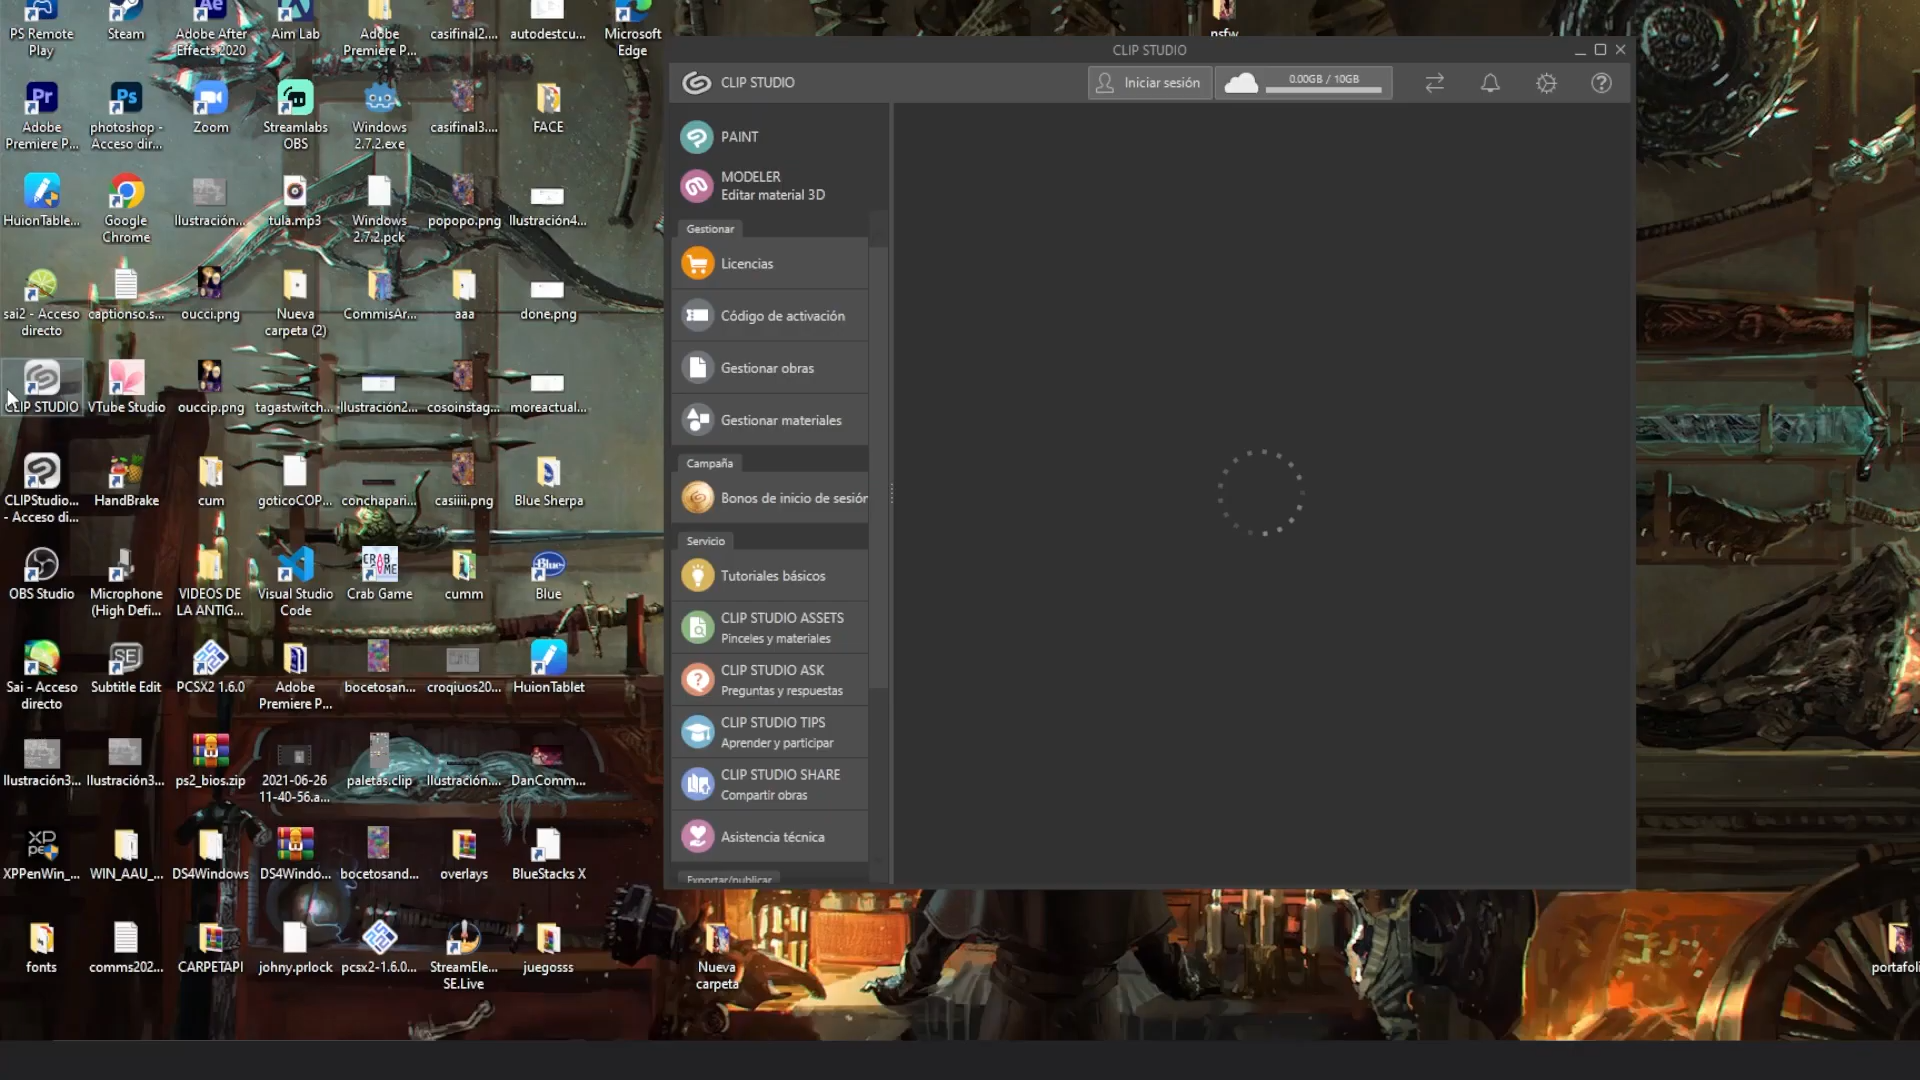 PS Remote
Play
Steam
Adobe After
Effects 2020
Aim Lab
Adobe
Premiere P...
casifinal2....
autodestcu...
Microsoft
Edge
nsfw
Adobe
Premiere P...
photoshop -
Acceso dir...
Zoom
Streamlabs
OBS
Windows
2.7.2.exe
casifinal3....
FACE
HuionTable...
Google
Chrome
Ilustración...
tula.mp3
Windows
2.7.2.pck
popopo.png
Ilustración4...
sai2 - Acceso
directo
captionso.s...
oucci.png
Nueva
carpeta (2)
CommisAr...
aaa
done.png
CLIP STUDIO
VTube Studio
ouccip.png
tagastwitch...
Ilustración2...
cosoinstag...
moreactual...
CLIPStudio...
- Acceso di...
HandBrake
cum
goticoCOP...
conchapari...
casiiii.png
Blue Sherpa
OBS Studio
Microphone
(High Defi...
VIDEOS DE
LA ANTIG...
Visual Studio
Code
CRAB
GAME
Crab Game
cumm
Blue
Blue
Sai - Acceso
directo
SE
Subtitle Edit
PCSX2 1.6.0
Adobe
Premiere P...
bocetosan...
croqiuos20...
HuionTablet
Ilustración3...
Ilustración3...
ps2_bios.zip
2021-06-26
11-40-56.a...
paletas.clip
Ilustración....
DanComm...
XPPenWin_...
WIN_AAU_...
DS4Windows
DS4Windo...
bocetosand...
overlays
BlueStacks X
fonts
comms202...
CARPETAPI
johny.prlock
pcsx2-1.6.0...
StreamEle...
SE.Live
juegosss
Nueva
carpeta
portafoli
CLIP STUDIO
CLIP STUDIO
Iniciar sesión
0.00GB / 10GB
PAINT
MODELER
Editar material 3D
Gestionar
Licencias
Código de activación
Gestionar obras
Gestionar materiales
Campaña
Bonos de inicio de sesión
Servicio
Tutoriales básicos
CLIP STUDIO ASSETS
Pinceles y materiales
CLIP STUDIO ASK
Preguntas y respuestas
CLIP STUDIO TIPS
Aprender y participar
CLIP STUDIO SHARE
Compartir obras
Asistencia técnica
Exportar/publicar